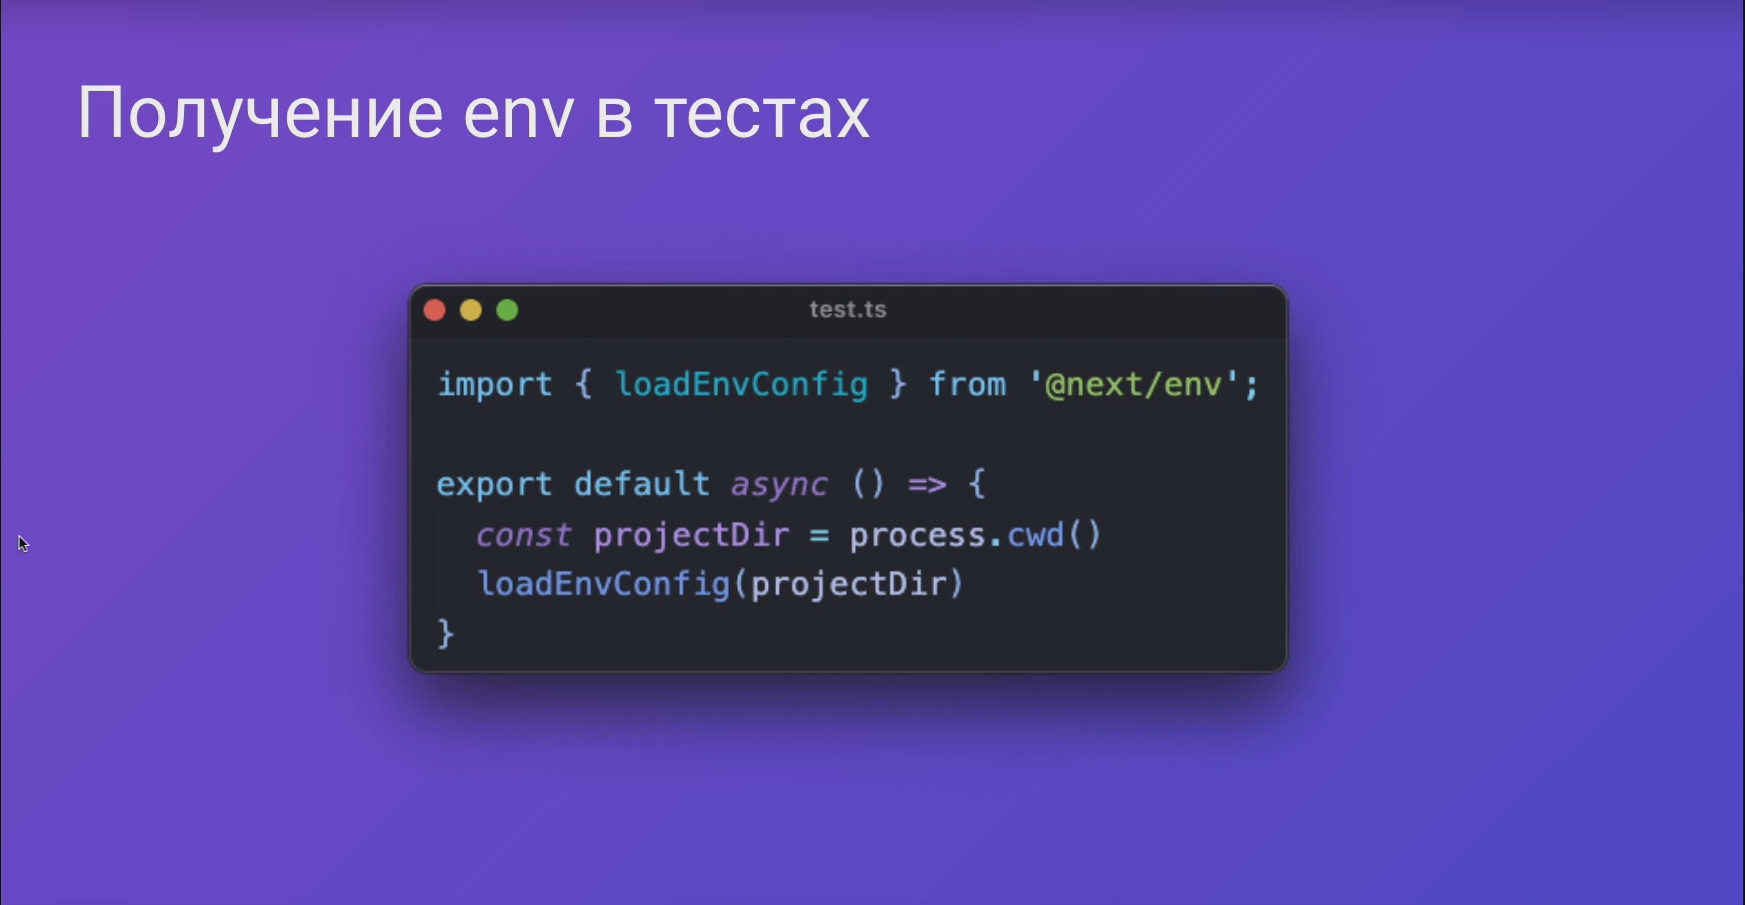 Получение env в тестах
test.ts
import { loadEnvConfig } from '@next/env';
export default async () => {
const projectDir = process.cwd()
loadEnvConfig(projectDir)
}